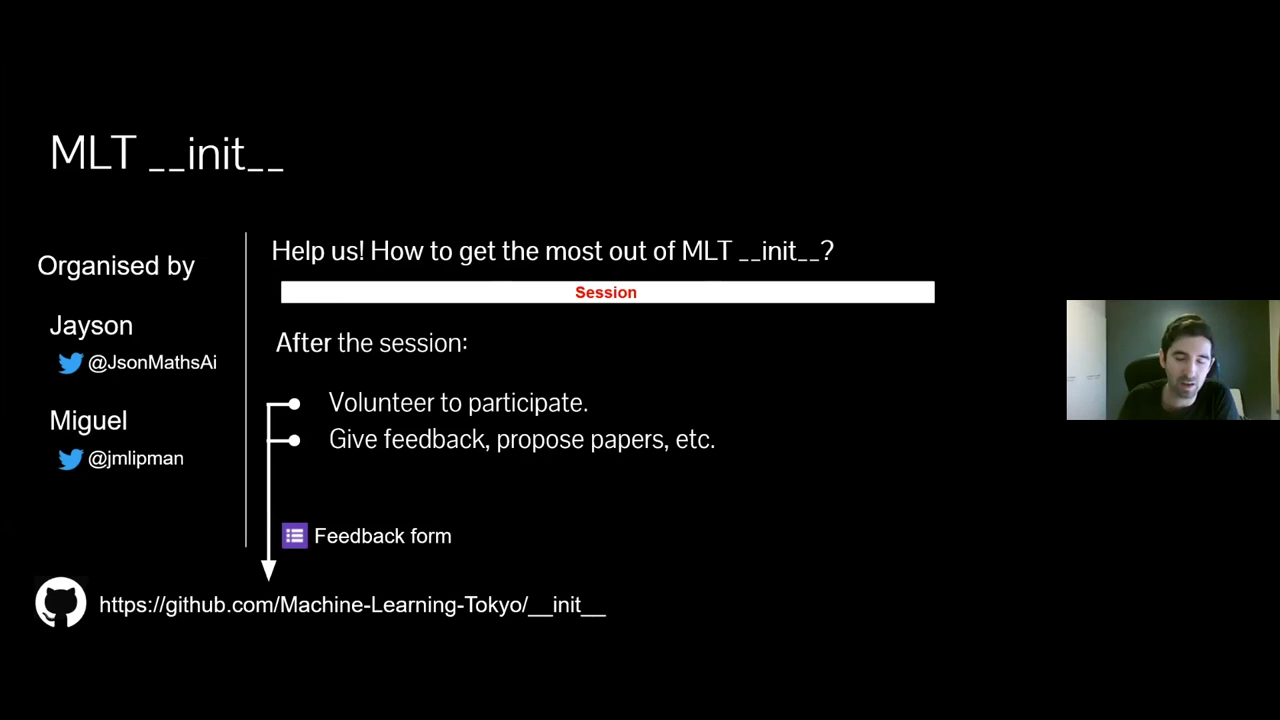 MLT __init__
Organised by
Jayson
@JsonMathsAi
Miguel
@jmlipman
Help us! How to get the most out of MLT __init__?
Session
After the session:
Volunteer to participate.
Give feedback, propose papers, etc.
Feedback form
https://github.com/Machine-Learning-Tokyo/__init__